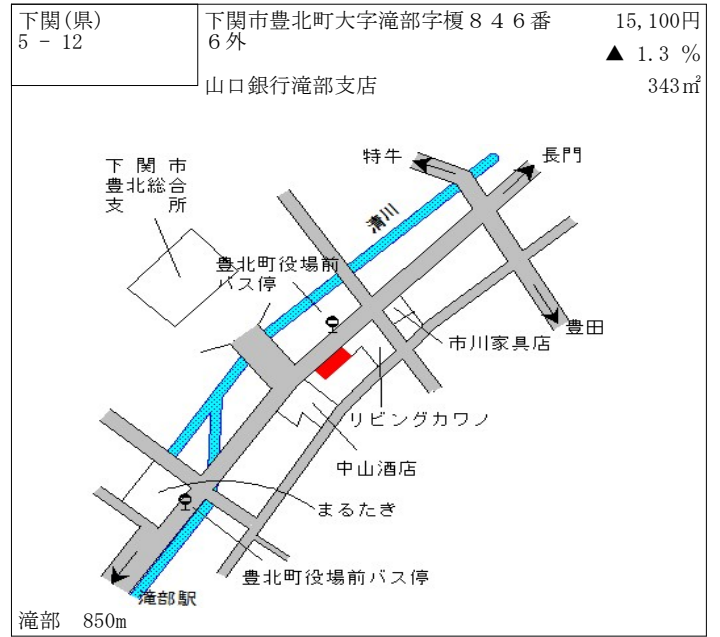 下関(県)
5 - 12
下関市豊北町大字滝部字榎８４６番
６外
山口銀行滝部支店
15,100円
▲ 1.3 %
343㎡
下関市
豊北総合
支所
特牛
長門
清川
豊北町役場前
バス停
豊田
市川家具店
リビングカワノ
中山酒店
まるたき
豊北町役場前バス停
滝部駅
滝部 850m